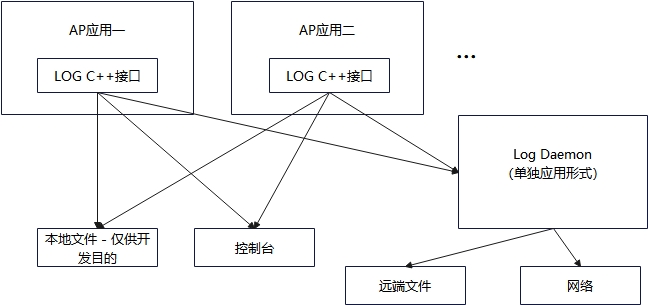 AP应用一
AP应用二
LOG C++接口
LOG C++接口
...
Log Daemon
（单独应用形式）
本地文件 - 仅供开
发目的
控制台
远端文件
网络